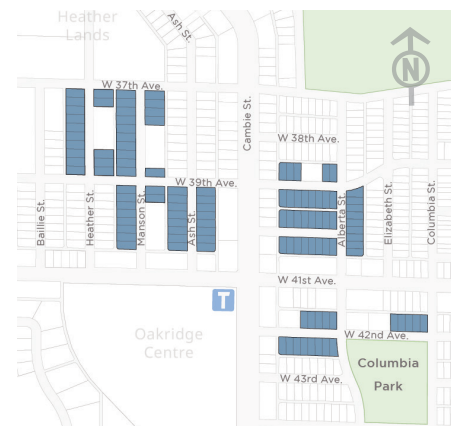 Heather
Lands
Ash St.
N
W 37th Ave.
Cambie St.
W 38th Ave.
W 39th Ave.
Baillie St.
Heather St.
Manson St.
Ash St.
Alberta St.
Elizabeth St.
Columbia St.
W 41st Ave.
T
Oakridge
Centre
W 42nd Ave.
Columbia
Park
W 43rd Ave.